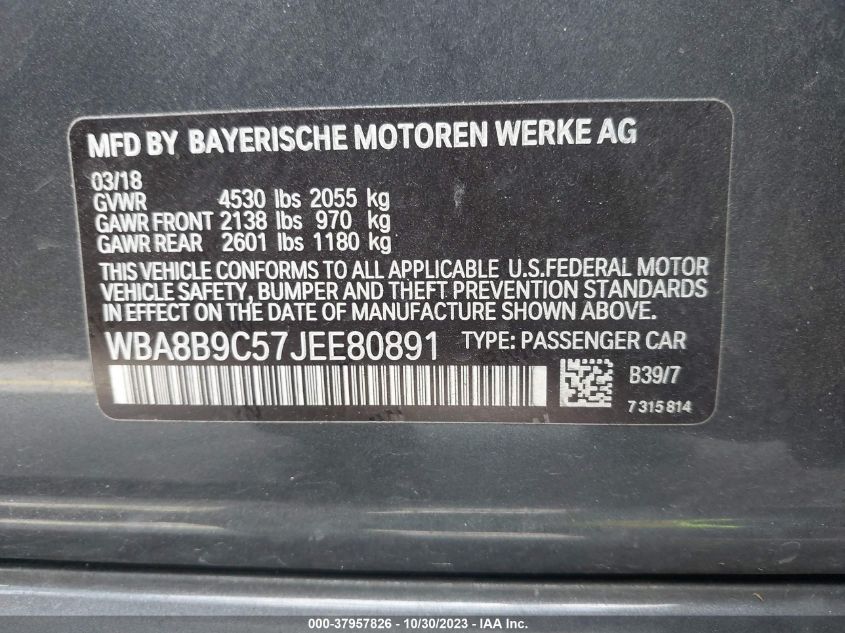 MFD BY BAYERISCHE MOTOREN WERKE AG
03/18
GVWR 4530 lbs 2055 kg
GAWR FRONT 2138 lbs 970 kg
GAWR REAR 2601 lbs 1180 kg
THIS VEHICLE CONFORMS TO ALL APPLICABLE U.S.FEDERAL MOTOR
VEHICLE SAFETY, BUMPER AND THEFT PREVENTION STANDARDS
IN EFFECT ON THE DATE OF MANUFACTURE SHOWN ABOVE.
WBA8B9C57JEE80891 TYPE: PASSENGER CAR
B39/7
7 315 814
000-37957826 - 10/30/2023 - IAA Inc.